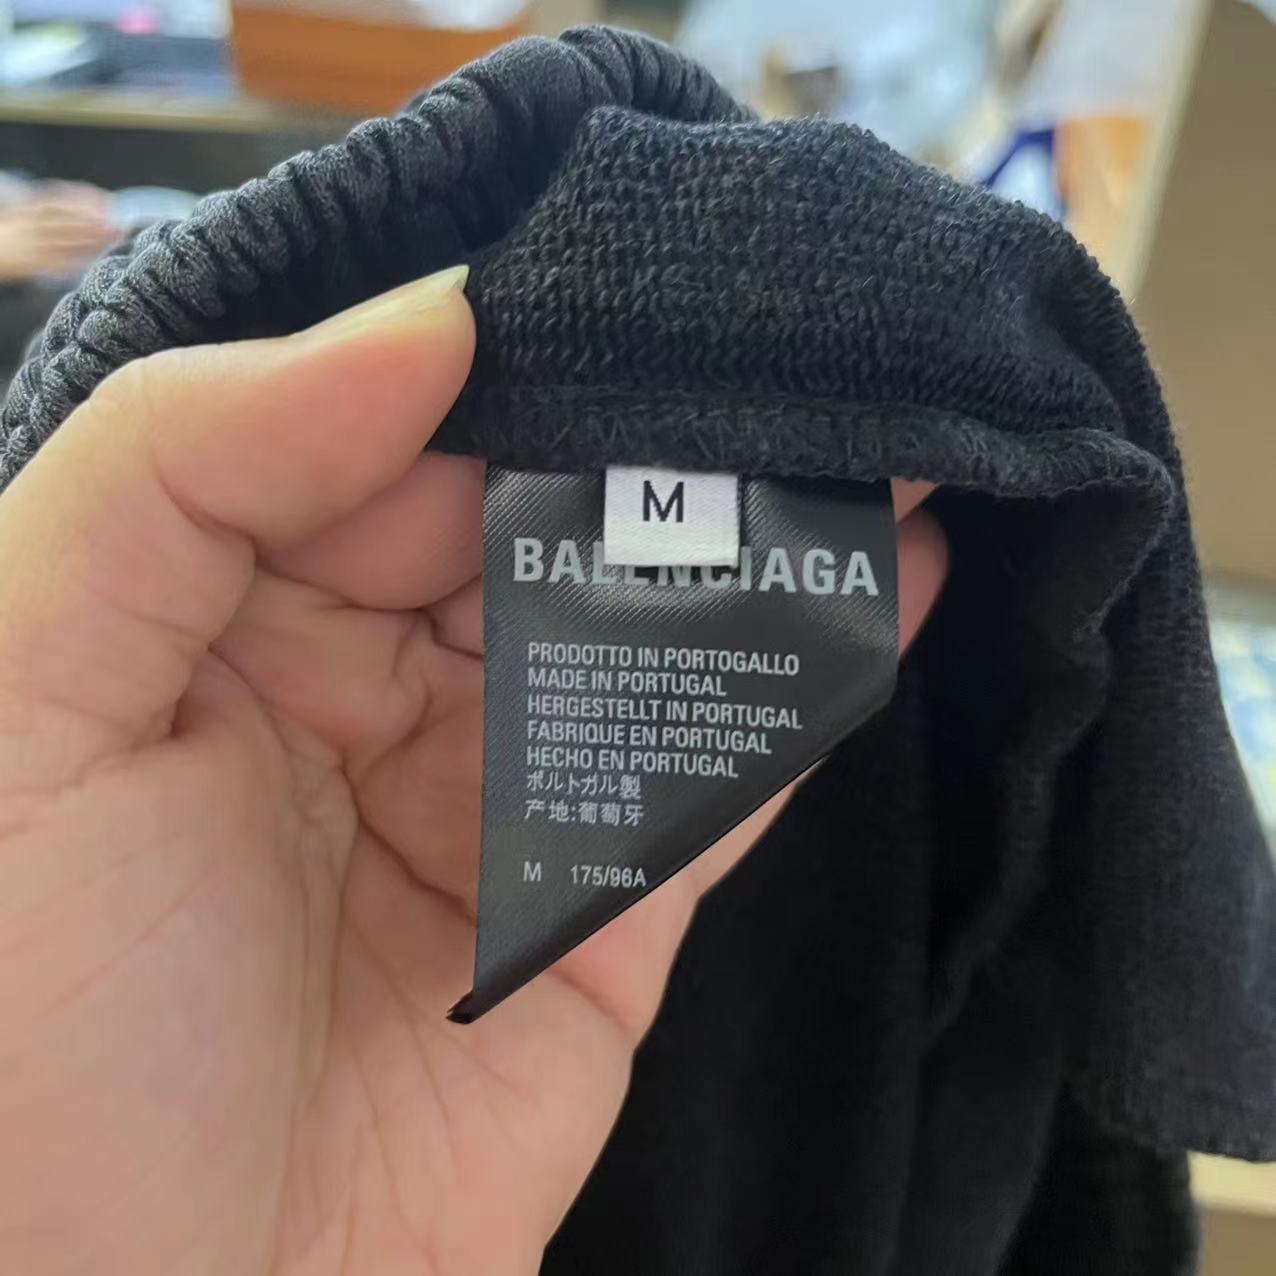 M
BALENCIAGA
PRODOTTO IN PORTOGALLO
MADE IN PORTUGAL
HERGESTELLT IN PORTUGAL
FABRIQUE EN PORTUGAL
HECHO EN PORTUGAL
ポルトガル製
产地:葡萄牙
M 175/96A